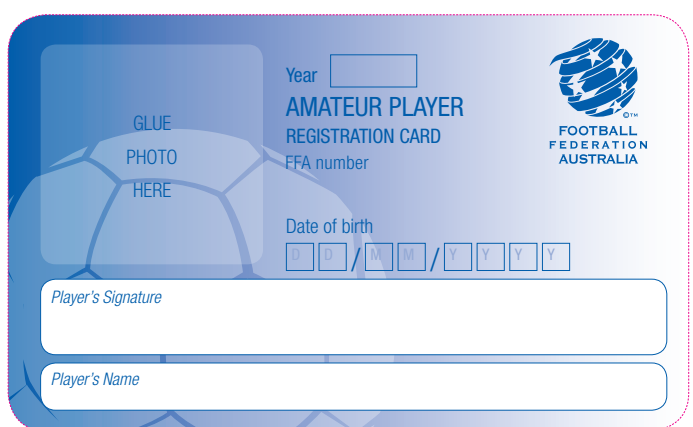 GLUE
PHOTO
HERE
Year
AMATEUR PLAYER
REGISTRATION CARD
FFA number
©™
FOOTBALL
FEDERATION
AUSTRALIA
Date of birth
D D / M M / Y Y Y Y
Player's Signature
Player's Name